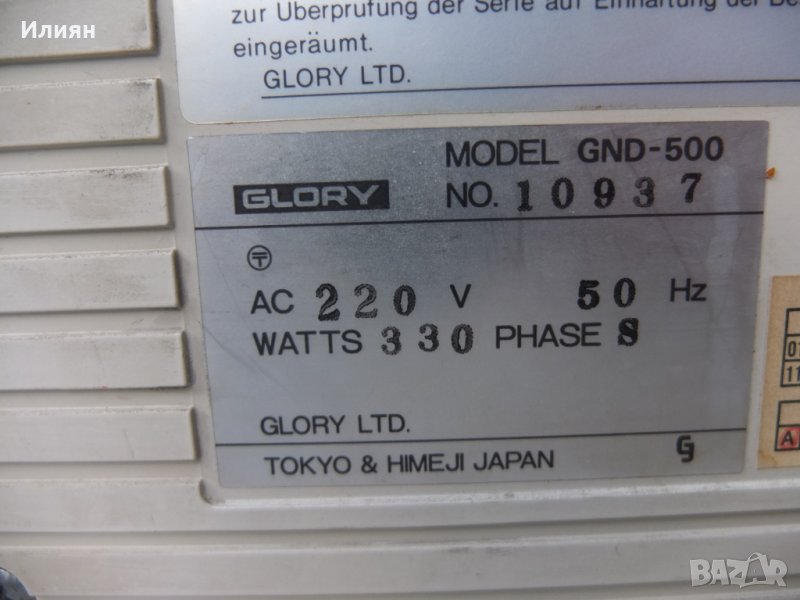 Илиян
zur Überprüfung der Serie auf Einhaltung der
eingeräumt.
GLORY LTD.
MODEL GND-500
GLORY NO. 10937
〒
AC 220 V 50 Hz
WATTS 330 PHASE S
GLORY LTD.
TOKYO & HIMEJI JAPAN
11
A
BAZAR